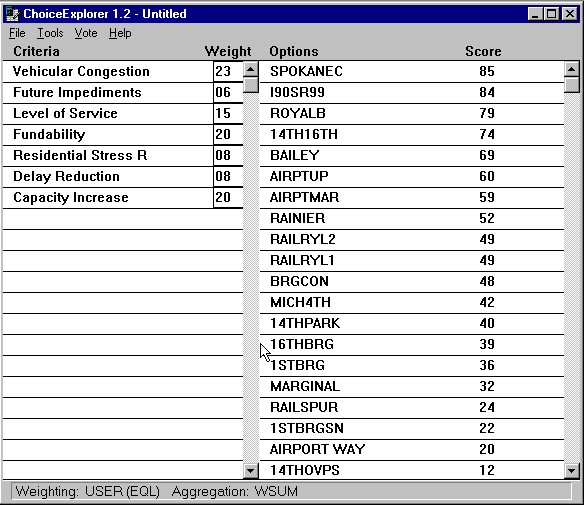 ChoiceExplorer 1.2 - Untitled
File Tools Vote Help
Criteria Weight Options Score
Vehicular Congestion 23 SPOKANEC 85
Future Impediments 06 I90SR99 84
Level of Service 15 ROYALB 79
Fundability 20 14TH16TH 74
Residential Stress R 08 BAILEY 69
Delay Reduction 08 AIRPTUP 60
Capacity Increase 20 AIRPTMAR 59
RAINIER 52
RAILRYL2 49
RAILRYL1 49
BRGCON 48
MICH4TH 42
14THPARK 40
16THBRG 39
1STBRG 36
MARGINAL 32
RAILSPUR 24
1STBRGSN 22
AIRPORT WAY 20
14THOVPS 12
Weighting: USER (EQL) Aggregation: WSUM